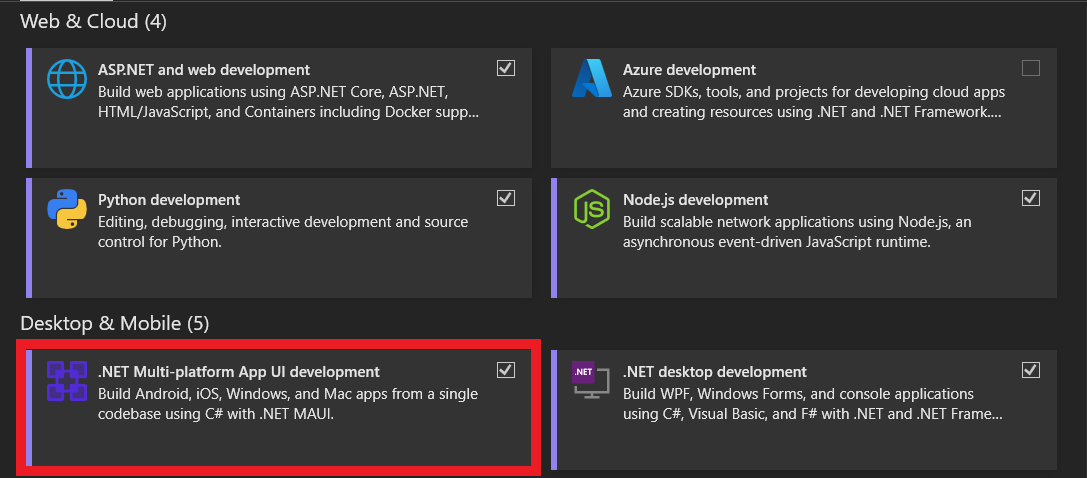 Web & Cloud (4)
ASP.NET and web development
Build web applications using ASP.NET Core, ASP.NET,
HTML/JavaScript, and Containers including Docker supp...
Azure development
Azure SDKs, tools, and projects for developing cloud apps
and creating resources using .NET and .NET Framework....
Python development
Editing, debugging, interactive development and source
control for Python.
JS
Node.js development
Build scalable network applications using Node.js, an
asynchronous event-driven JavaScript runtime.
Desktop & Mobile (5)
.NET Multi-platform App UI development
Build Android, iOS, Windows, and Mac apps from a single
codebase using C# with .NET MAUI.
.NET
.NET desktop development
Build WPF, Windows Forms, and console applications
using C#, Visual Basic, and F# with .NET and .NET Frame...